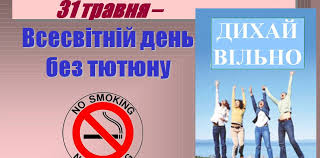 31 травня –
Всесвітній день
без тютюну
ДИХАЙ
ВІЛЬНО
NO SMOKING